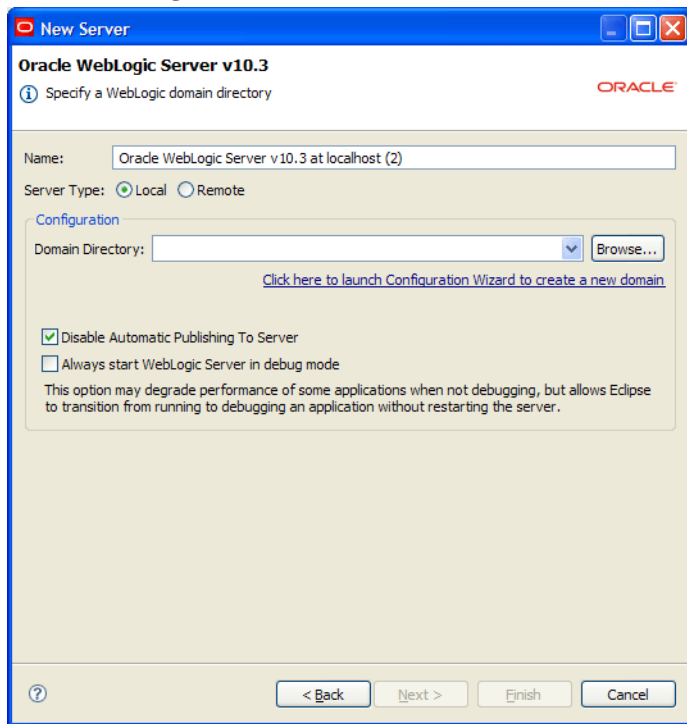 New Server
Oracle WebLogic Server v10.3
Specify a WebLogic domain directory
ORACLE
Name: Oracle WebLogic Server v10.3 at localhost (2)
Server Type: Local Remote
Configuration
Domain Directory: Browse...
Click here to launch Configuration Wizard to create a new domain
Disable Automatic Publishing To Server
Always start WebLogic Server in debug mode
This option may degrade performance of some applications when not debugging, but allows Eclipse
to transition from running to debugging an application without restarting the server.
? < Back Next > Finish Cancel